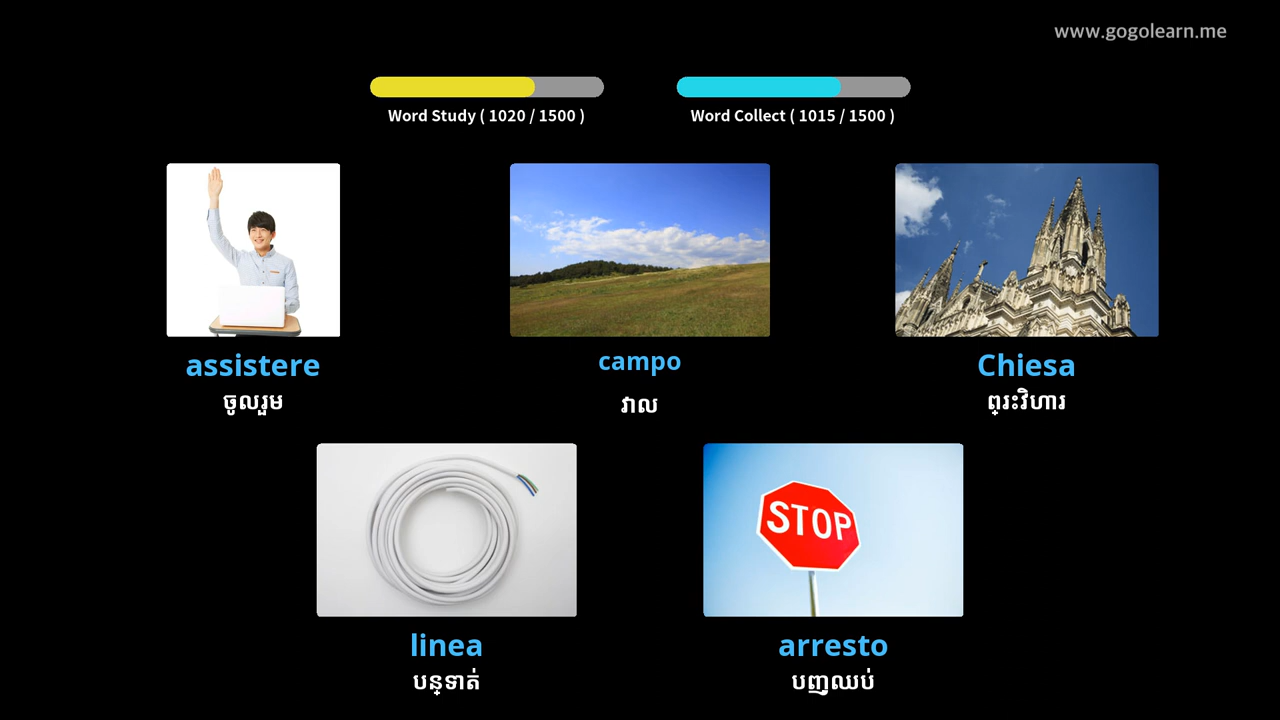 www.gogolearn.me
Word Study ( 1020 / 1500 )
Word Collect ( 1015 / 1500 )
assistere
ចូលរួម
campo
វាល
Chiesa
ព្រះវិហារ
STOP
linea
បន្ទាត់
arresto
បញ្ឈប់